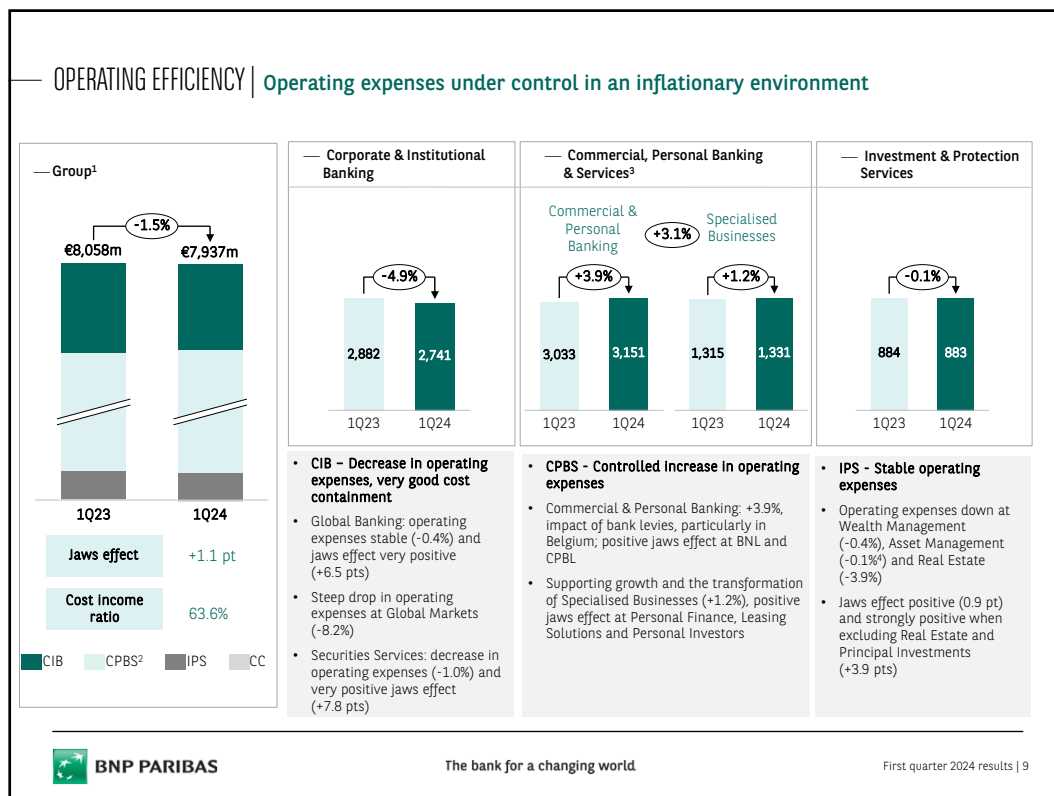 OPERATING EFFICIENCY | Operating expenses under control in an inflationary environment
Group¹
-1.5%
€8,058m
€7,937m
1Q23
1Q24
Jaws effect
+1.1 pt
Cost income
ratio
63.6%
CIB
CPBS²
IPS
CC
Corporate & Institutional
Banking
-4.9%
2,882
2,741
1Q23
1Q24
• CIB – Decrease in operating
expenses, very good cost
containment
• Global Banking: operating
expenses stable (-0.4%) and
jaws effect very positive
(+6.5 pts)
• Steep drop in operating
expenses at Global Markets
(-8.2%)
• Securities Services: decrease in
operating expenses (-1.0%) and
very positive jaws effect
(+7.8 pts)
Commercial, Personal Banking
& Services³
Commercial &
Personal
Banking
+3.1%
Specialised
Businesses
+3.9%
3,033
3,151
1Q23
1Q24
+1.2%
1,315
1,331
1Q23
1Q24
• CPBS - Controlled increase in operating
expenses
• Commercial & Personal Banking: +3.9%,
impact of bank levies, particularly in
Belgium; positive jaws effect at BNL and
CPBL
• Supporting growth and the transformation
of Specialised Businesses (+1.2%), positive
jaws effect at Personal Finance, Leasing
Solutions and Personal Investors
Investment & Protection
Services
-0.1%
884
883
1Q23
1Q24
• IPS - Stable operating
expenses
• Operating expenses down at
Wealth Management
(-0.4%), Asset Management
(-0.1%⁴) and Real Estate
(-3.9%)
• Jaws effect positive (0.9 pt)
and strongly positive when
excluding Real Estate and
Principal Investments
(+3.9 pts)
BNP PARIBAS
The bank for a changing world
First quarter 2024 results | 9